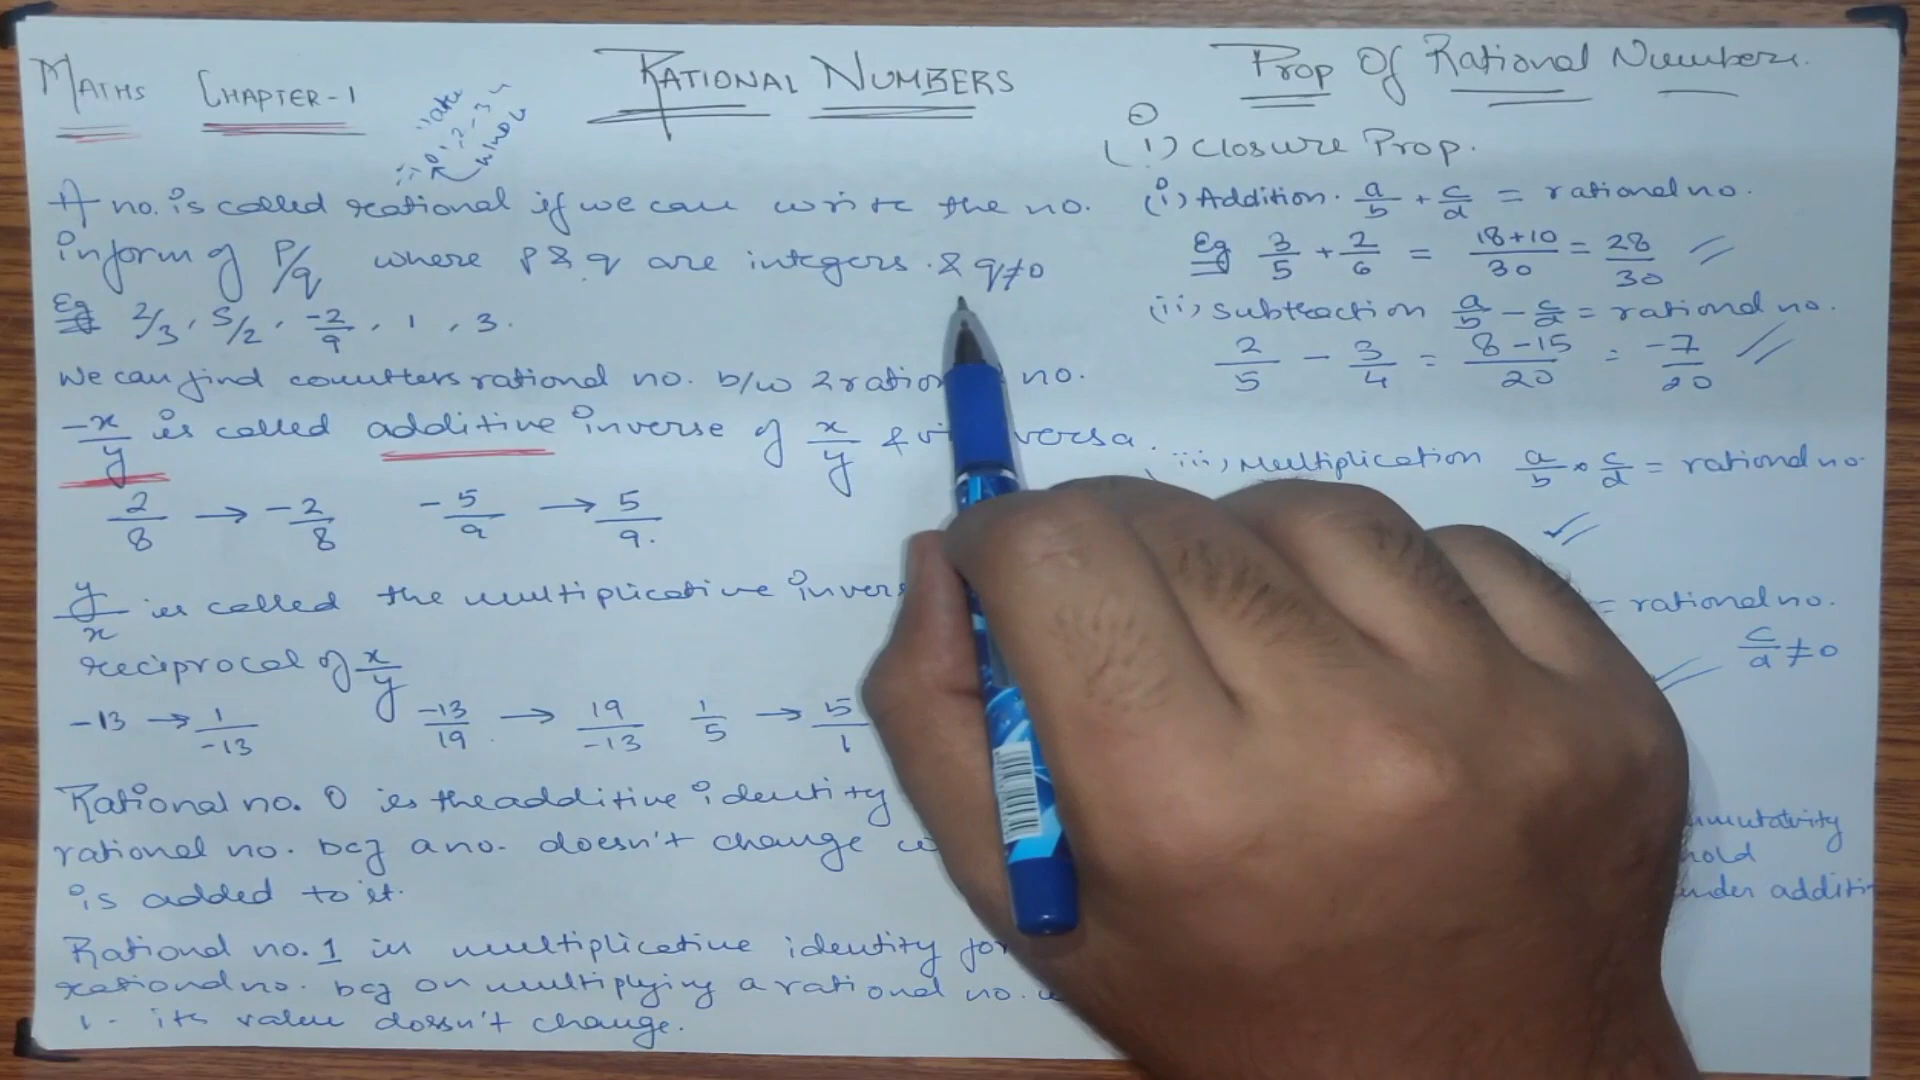 MATHS CHAPTER-1 RATIONAL NUMBERS
A no. is called rational if we can write the no.
in form of P/q where p & q are integers. & q≠0
Eg 2/3, 5/2, -2/9, 1, 3.
We can find countless rational no. b/w 2 no.
-x/y is called additive inverse of x/y & versa.
2/8 → -2/8 -5/9 → 5/9.
y/x is called the multiplicative
reciprocal of x/y
-13 → 1/-13 -13/19 → 19/-13 1/5 → 5/1
Rational no. 0 is the additive identity
rational no. bcz a no. doesn't change
is added to it.
Rational no. 1 is multiplicative identity for
rational no. bcz on multiplying a rational no.
1. its value doesn't change.
Prop Of Rational Numbers.
(i) Closure Prop.
(i) Addition. a/b + c/d = rational no.
Eg 3/5 + 2/6 = 18+10/30 = 28/30
(ii) Subtraction a/b - c/d = rational no.
2/5 - 3/4 = 8-15/20 = -7/20
(iii) Multiplication a/b × c/d = rational no.
= rational no.
c/d ≠ 0
hold